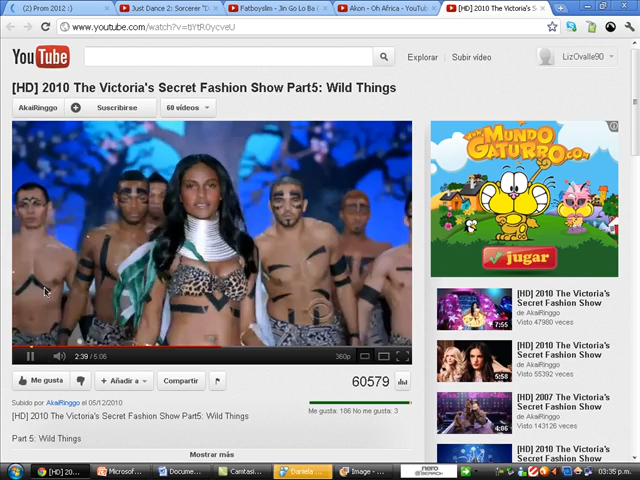 (2) Prom 2012 :)
Just Dance 2: Sorcerer "D
Fatboyslim - Jin Go Lo Ba (
Akon - Oh Africa - YouTub
[HD] 2010 The Victoria's S
www.youtube.com/watch?v=tiYtR0ycveU
YouTube
Explorar
Subir vídeo
LizOvalle90
[HD] 2010 The Victoria's Secret Fashion Show Part5: Wild Things
AkaiRinggo
Suscribirse
60 vídeos
www.MUNDO
GATURRO.COM
jugar
2:39 / 5:06
360p
[HD] 2010 The Victoria's
Secret Fashion Show
de AkaiRinggo
Visto 47980 veces
7:55
[HD] 2010 The Victoria's
Secret Fashion Show
de AkaiRinggo
Visto 55392 veces
5:58
[HD] 2007 The Victoria's
Secret Fashion Show
de AkaiRinggo
Visto 143126 veces
4:06
[HD] 2010 The Victoria's
Me gusta
+ Añadir a
Compartir
60579
Subido por AkaiRinggo el 05/12/2010
Me gusta: 186 No me gusta: 3
[HD] 2010 The Victoria's Secret Fashion Show Part5: Wild Things
Part 5: Wild Things
Mostrar más
[HD] 20...
Microsof...
Docume...
Camtasi...
Daniela
Image - ...
nero
SEARCH
03:35 p.m.